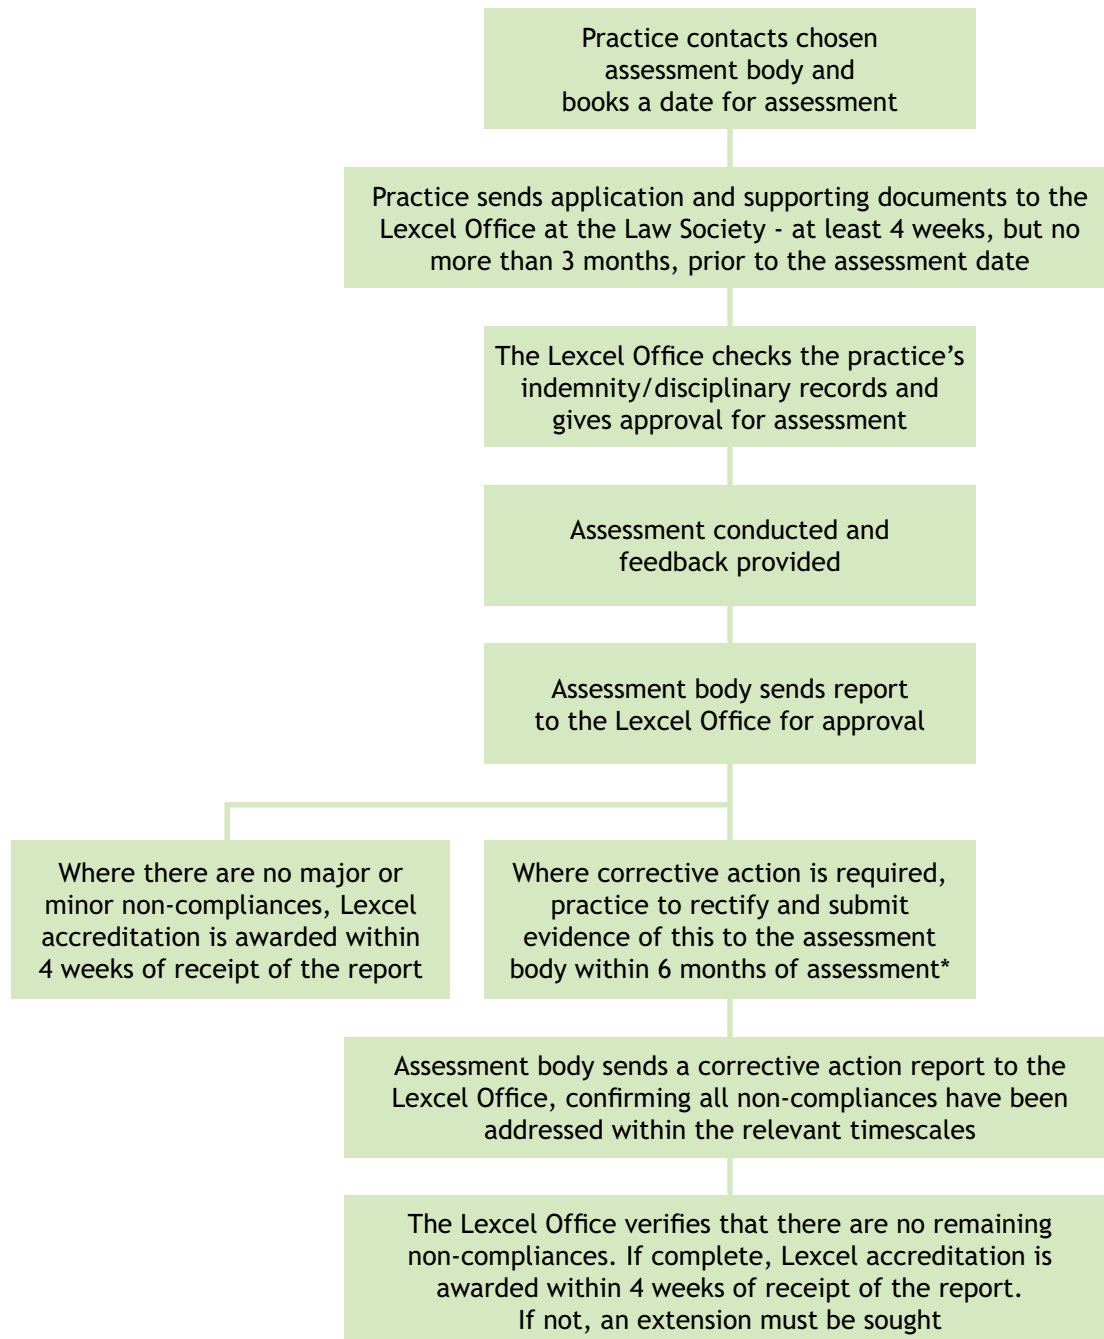 Practice contacts chosen
assessment body and
books a date for assessment
Practice sends application and supporting documents to the
Lexcel Office at the Law Society - at least 4 weeks, but no
more than 3 months, prior to the assessment date
The Lexcel Office checks the practice’s
indemnity/disciplinary records and
gives approval for assessment
Assessment conducted and
feedback provided
Assessment body sends report
to the Lexcel Office for approval
Where there are no major or
minor non-compliances, Lexcel
accreditation is awarded within
4 weeks of receipt of the report
Where corrective action is required,
practice to rectify and submit
evidence of this to the assessment
body within 6 months of assessment*
Assessment body sends a corrective action report to the
Lexcel Office, confirming all non-compliances have been
addressed within the relevant timescales
The Lexcel Office verifies that there are no remaining
non-compliances. If complete, Lexcel accreditation is
awarded within 4 weeks of receipt of the report.
If not, an extension must be sought